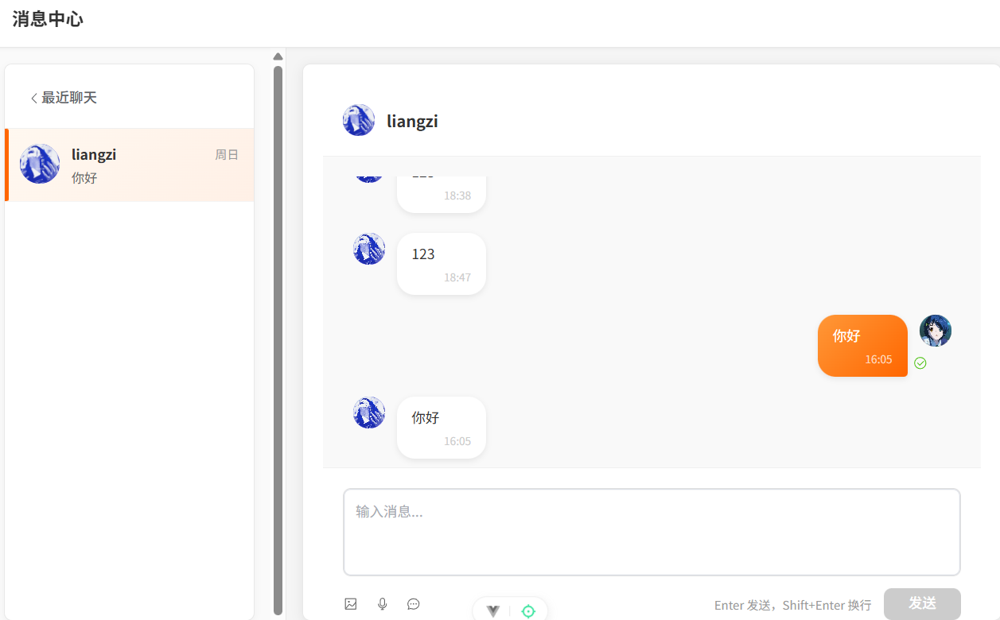 消息中心
最近聊天
liangzi
周日
你好
liangzi
18:38
123
18:47
你好
16:05
你好
16:05
输入消息...
Enter 发送，Shift+Enter 换行
发送